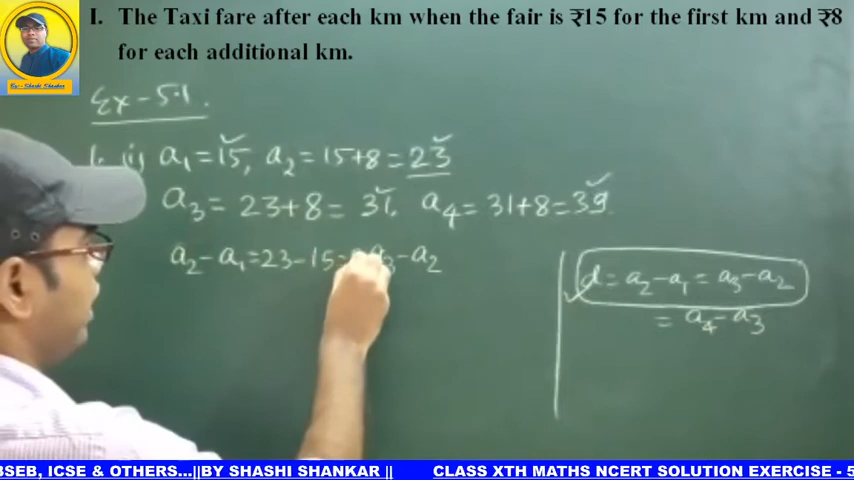 I. The Taxi fare after each km when the fair is ₹15 for the first km and ₹8
for each additional km.
By:- Shashi Shankar
Ex-5.1.
a₁=15, a₂=15+8=23
a₃=23+8=31. a₄=31+8=39
a₂-a₁=23-15= a₃-a₂
d=a₂-a₁=a₃-a₂
=a₄-a₃
BSEB, ICSE & OTHERS...||BY SHASHI SHANKAR || CLASS XTH MATHS NCERT SOLUTION EXERCISE - 5